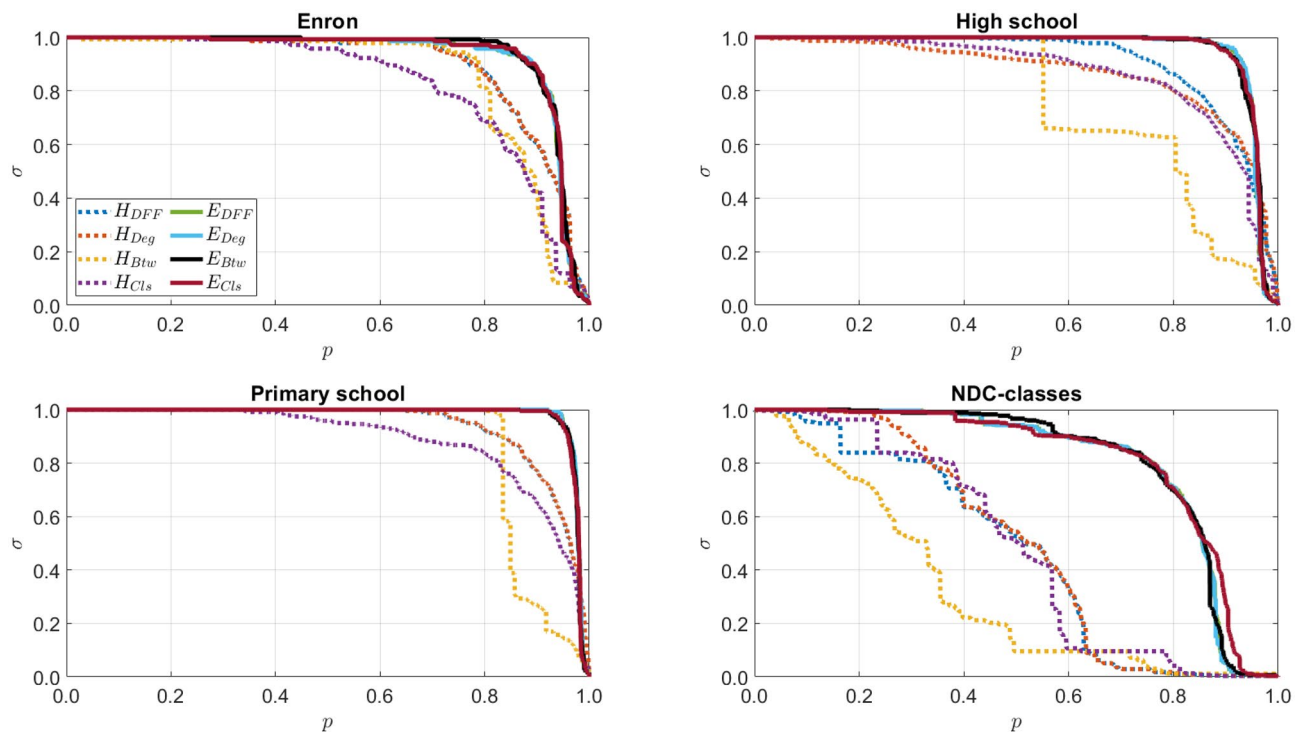 Enron
1.0
0.8
0.6
0.4
0.2
0.0
σ
H_DFF E_DFF
H_Deg E_Deg
H_Btw E_Btw
H_Cls E_Cls
0.0 0.2 0.4 0.6 0.8 1.0
p
High school
1.0
0.8
0.6
0.4
0.2
0.0
σ
0.0 0.2 0.4 0.6 0.8 1.0
p
Primary school
1.0
0.8
0.6
0.4
0.2
0.0
σ
0.0 0.2 0.4 0.6 0.8 1.0
p
NDC-classes
1.0
0.8
0.6
0.4
0.2
0.0
σ
0.0 0.2 0.4 0.6 0.8 1.0
p